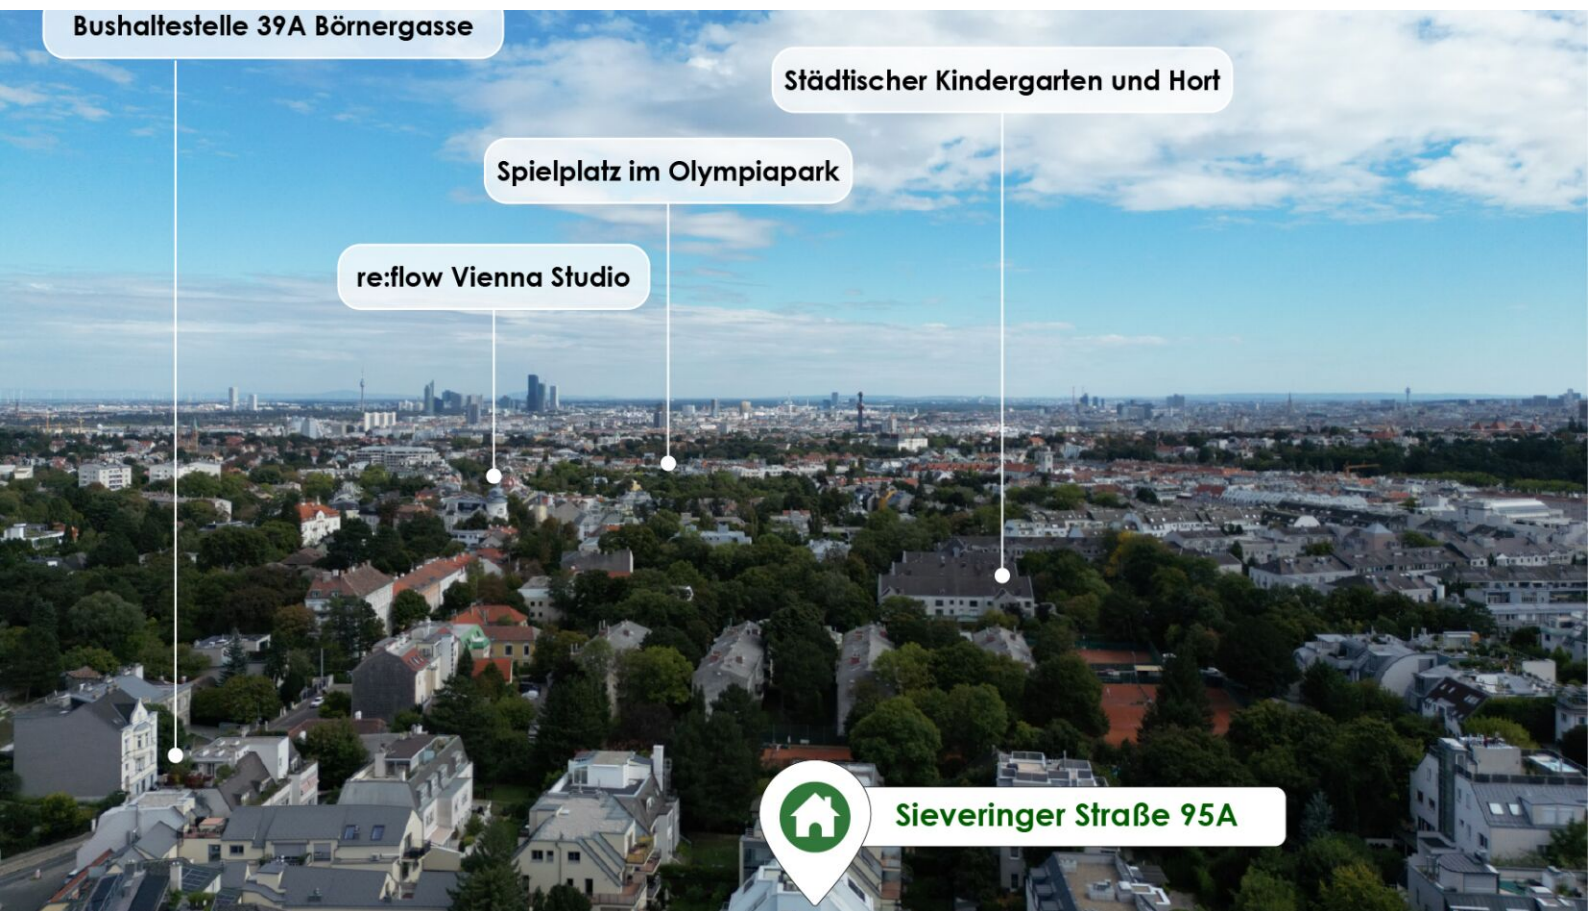 Bushaltestelle 39A Börnergasse
Städtischer Kindergarten und Hort
Spielplatz im Olympiapark
re:flow Vienna Studio
Sieveringer Straße 95A